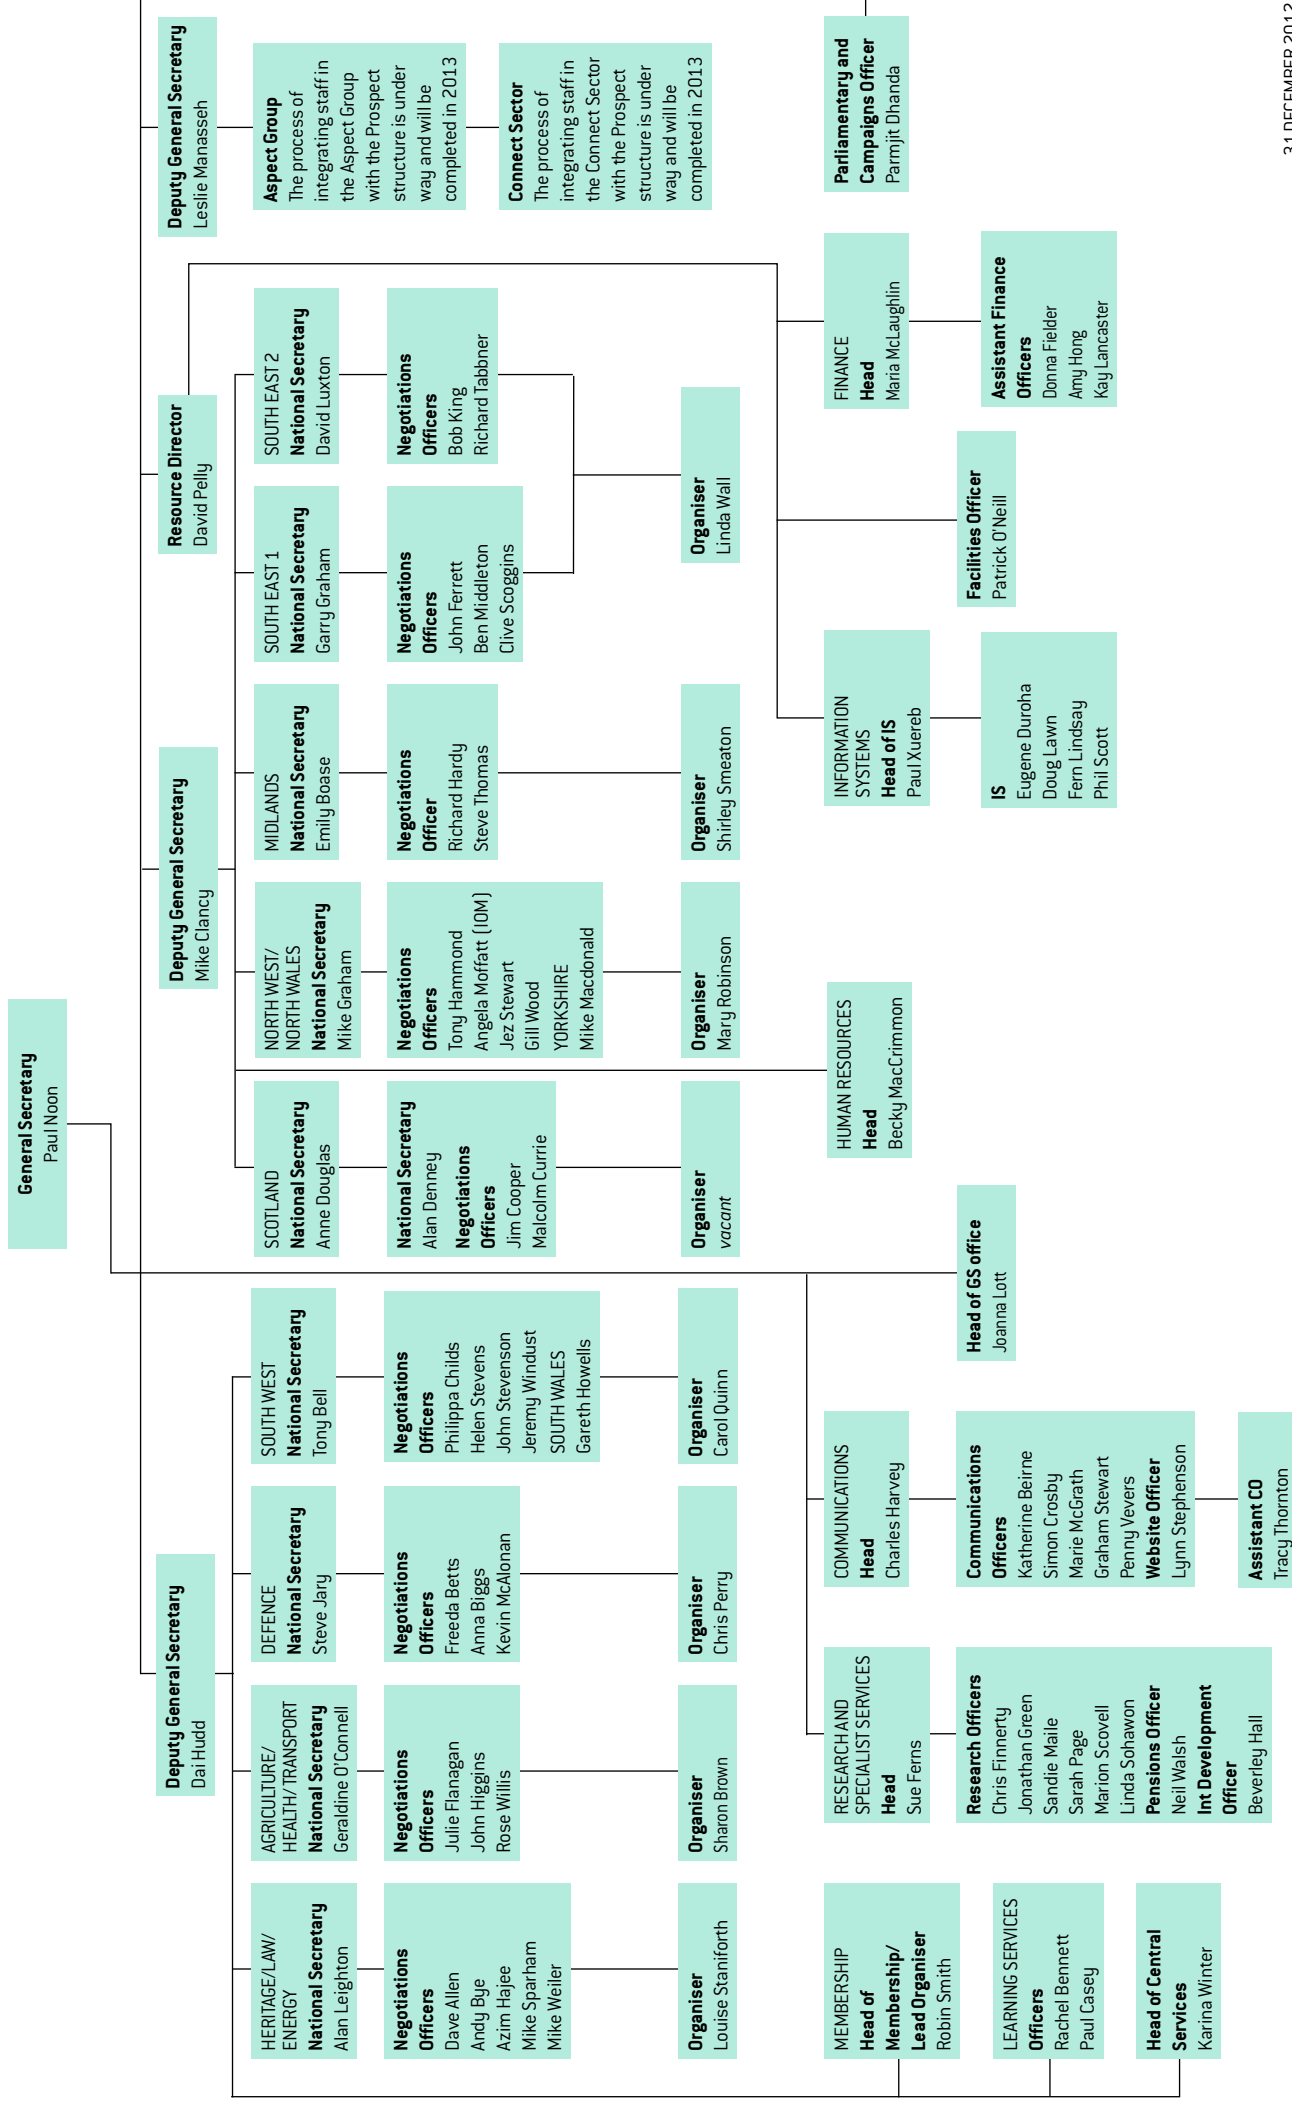 General Secretary
Paul Noon
Deputy General Secretary
Dai Hudd
Deputy General Secretary
Mike Clancy
Resource Director
David Pelly
Deputy General Secretary
Leslie Manasseh
HERITAGE/LAW/
ENERGY
National Secretary
Alan Leighton
AGRICULTURE/
HEALTH/TRANSPORT
National Secretary
Geraldine O'Connell
DEFENCE
National Secretary
Steve Jary
SOUTH WEST
National Secretary
Tony Bell
SCOTLAND
National Secretary
Anne Douglas
NORTH WEST/
NORTH WALES
National Secretary
Mike Graham
MIDLANDS
National Secretary
Emily Boase
SOUTH EAST 1
National Secretary
Garry Graham
SOUTH EAST 2
National Secretary
David Luxton
Aspect Group
The process of
integrating staff in
the Aspect Group
with the Prospect
structure is under
way and will be
completed in 2013
Negotiations
Officers
Dave Allen
Andy Bye
Azim Hajee
Mike Sparham
Mike Weiler
Negotiations
Officers
Julie Flanagan
John Higgins
Rose Willis
Negotiations
Officers
Freeda Betts
Anna Biggs
Kevin McAlonan
Negotiations
Officers
Philippa Childs
Helen Stevens
John Stevenson
Jeremy Windust
SOUTH WALES
Gareth Howells
National Secretary
Alan Denney
Negotiations
Officers
Jim Cooper
Malcolm Currie
Negotiations
Officers
Tony Hammond
Angela Moffatt (IOM)
Jez Stewart
Gill Wood
YORKSHIRE
Mike Macdonald
Negotiations
Officer
Richard Hardy
Steve Thomas
Negotiations
Officers
John Ferrett
Ben Middleton
Clive Scoggins
Negotiations
Officers
Bob King
Richard Tabbner
Connect Sector
The process of
integrating staff in
the Connect Sector
with the Prospect
structure is under
way and will be
completed in 2013
Organiser
Louise Staniforth
Organiser
Sharon Brown
Organiser
Chris Perry
Organiser
Carol Quinn
Organiser
vacant
Organiser
Mary Robinson
Organiser
Shirley Smeaton
Organiser
Linda Wall
MEMBERSHIP
Head of
Membership/
Lead Organiser
Robin Smith
RESEARCH AND
SPECIALIST SERVICES
Head
Sue Ferns
COMMUNICATIONS
Head
Charles Harvey
HUMAN RESOURCES
Head
Becky MacCrimmon
INFORMATION
SYSTEMS
Head of IS
Paul Xuereb
FINANCE
Head
Maria McLaughlin
Parliamentary and
Campaigns Officer
Parmjit Dhanda
LEARNING SERVICES
Officers
Rachel Bennett
Paul Casey
Research Officers
Chris Finnerty
Jonathan Green
Sandie Maile
Sarah Page
Marion Scovell
Linda Sohawon
Pensions Officer
Neil Walsh
Int Development
Officer
Beverley Hall
Communications
Officers
Katherine Beirne
Simon Crosby
Marie McGrath
Graham Stewart
Penny Vevers
Website Officer
Lynn Stephenson
Head of GS office
Joanna Lott
IS
Eugene Duroha
Doug Lawn
Fern Lindsay
Phil Scott
Facilities Officer
Patrick O'Neill
Assistant Finance
Officers
Donna Fielder
Amy Hong
Kay Lancaster
Head of Central
Services
Karina Winter
Assistant CO
Tracy Thornton
31 DECEMBER 2012